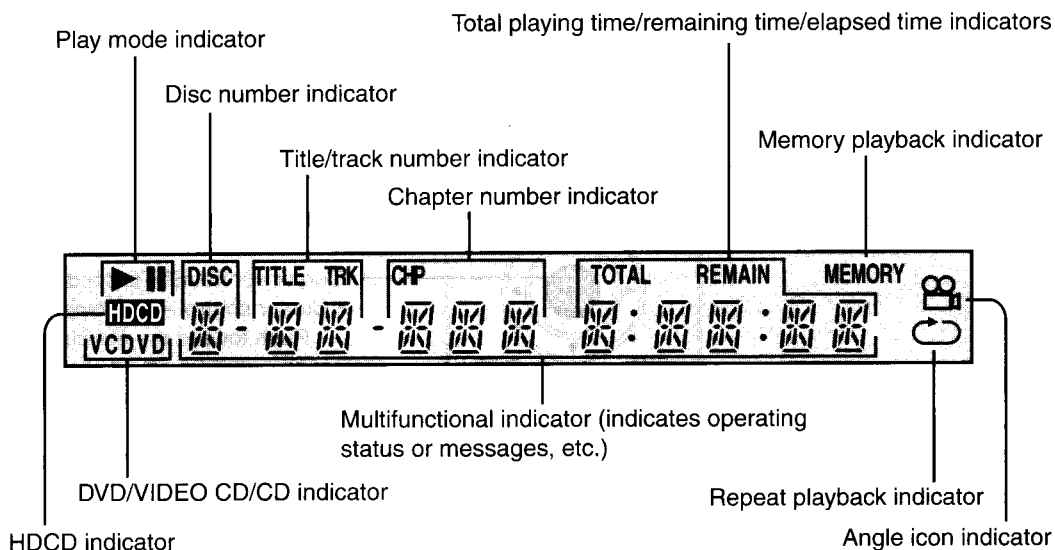 Total playing time/remaining time/elapsed time indicators
Play mode indicator
Disc number indicator
Memory playback indicator
Title/track number indicator
Chapter number indicator
DISC TITLE TRK CHP TOTAL REMAIN MEMORY
HDCD
VCDVD
Multifunctional indicator (indicates operating
status or messages, etc.)
DVD/VIDEO CD/CD indicator
Repeat playback indicator
HDCD indicator
Angle icon indicator